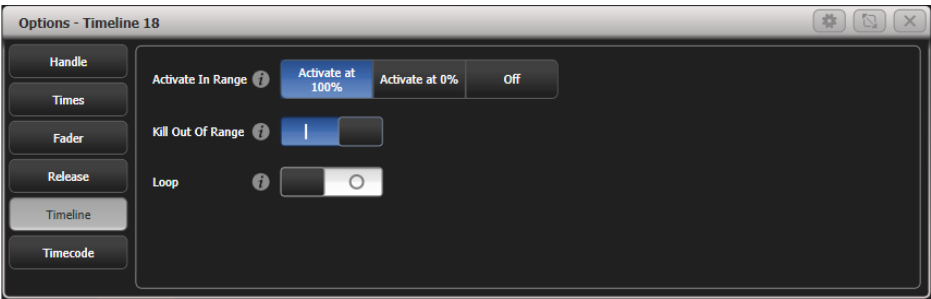 Options - Timeline 18
Handle
Times
Fader
Release
Timeline
Timecode
Activate In Range
Activate at
100%
Activate at 0%
Off
Kill Out Of Range
Loop